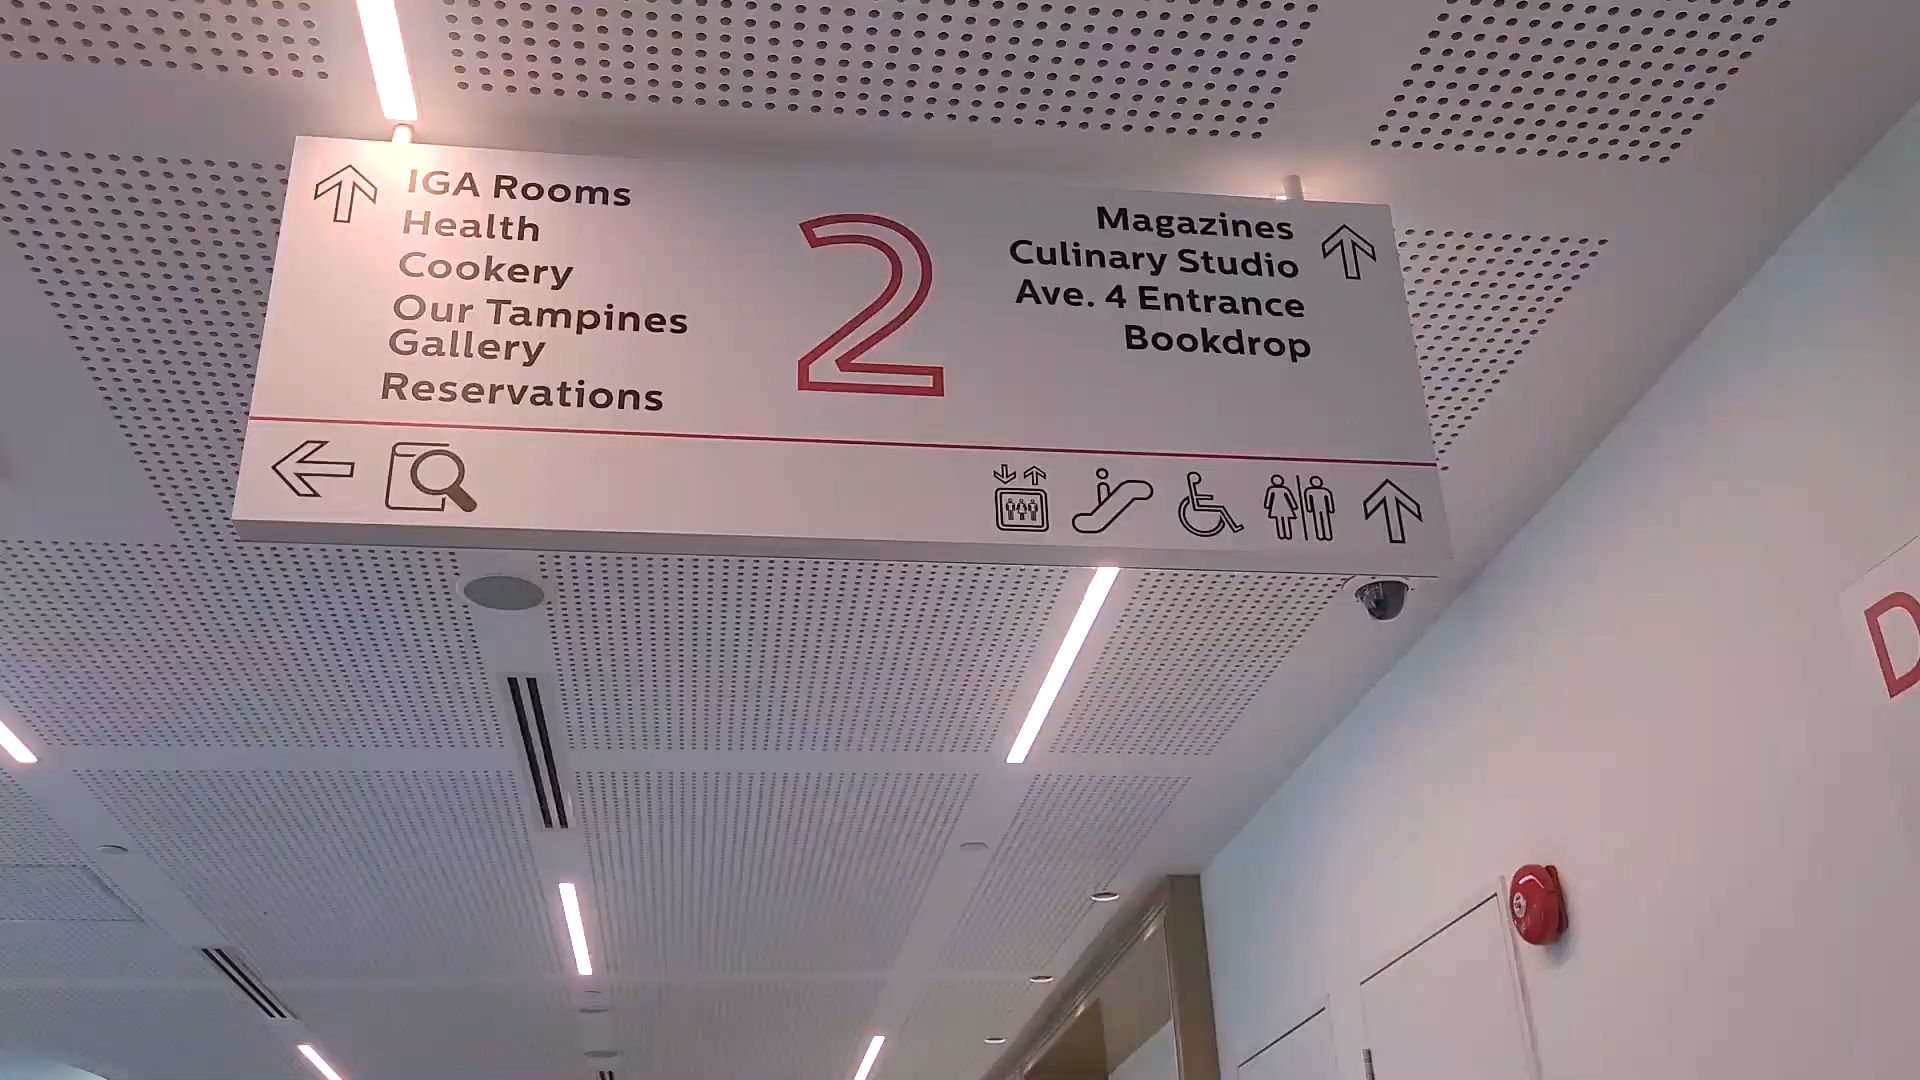 IGA Rooms
Health
Cookery
Our Tampines
Gallery
Reservations
2
Magazines
Culinary Studio
Ave. 4 Entrance
Bookdrop
D